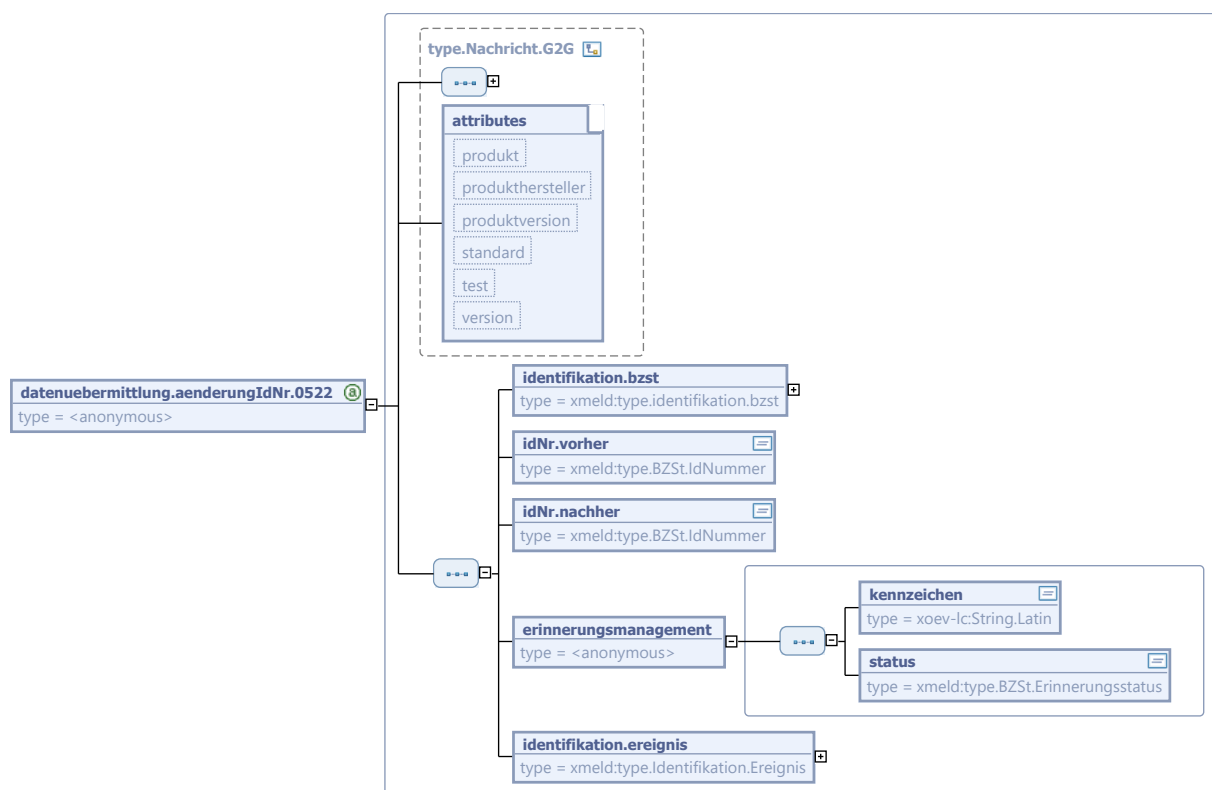 type.Nachricht.G2G
attributes
produkt
produkthersteller
produktversion
standard
test
version
datenuebermittlung.aenderungIdNr.0522 a
type = <anonymous>
identifikation.bzst
type = xmeld:type.identifikation.bzst
idNr.vorher
type = xmeld:type.BZSt.IdNummer
idNr.nachher
type = xmeld:type.BZSt.IdNummer
erinnerungsmanagement
type = <anonymous>
kennzeichen
type = xoev-lc:String.Latin
status
type = xmeld:type.BZSt.Erinnerungsstatus
identifikation.ereignis
type = xmeld:type.Identifikation.Ereignis